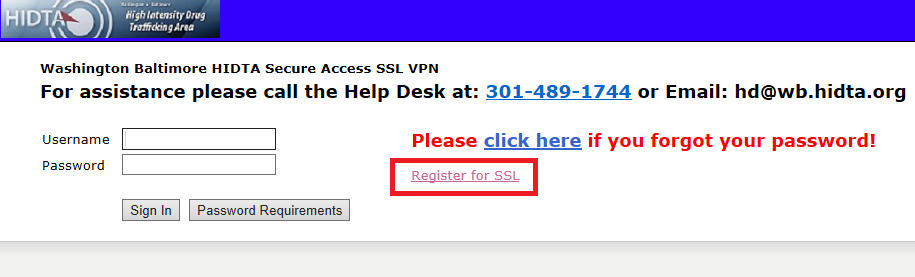 Washington - Baltimore
HIDTA
High Intensity Drug
Trafficking Area
Washington Baltimore HIDTA Secure Access SSL VPN
For assistance please call the Help Desk at: 301-489-1744 or Email: hd@wb.hidta.org
Username
Please click here if you forgot your password!
Password
Register for SSL
Sign In
Password Requirements